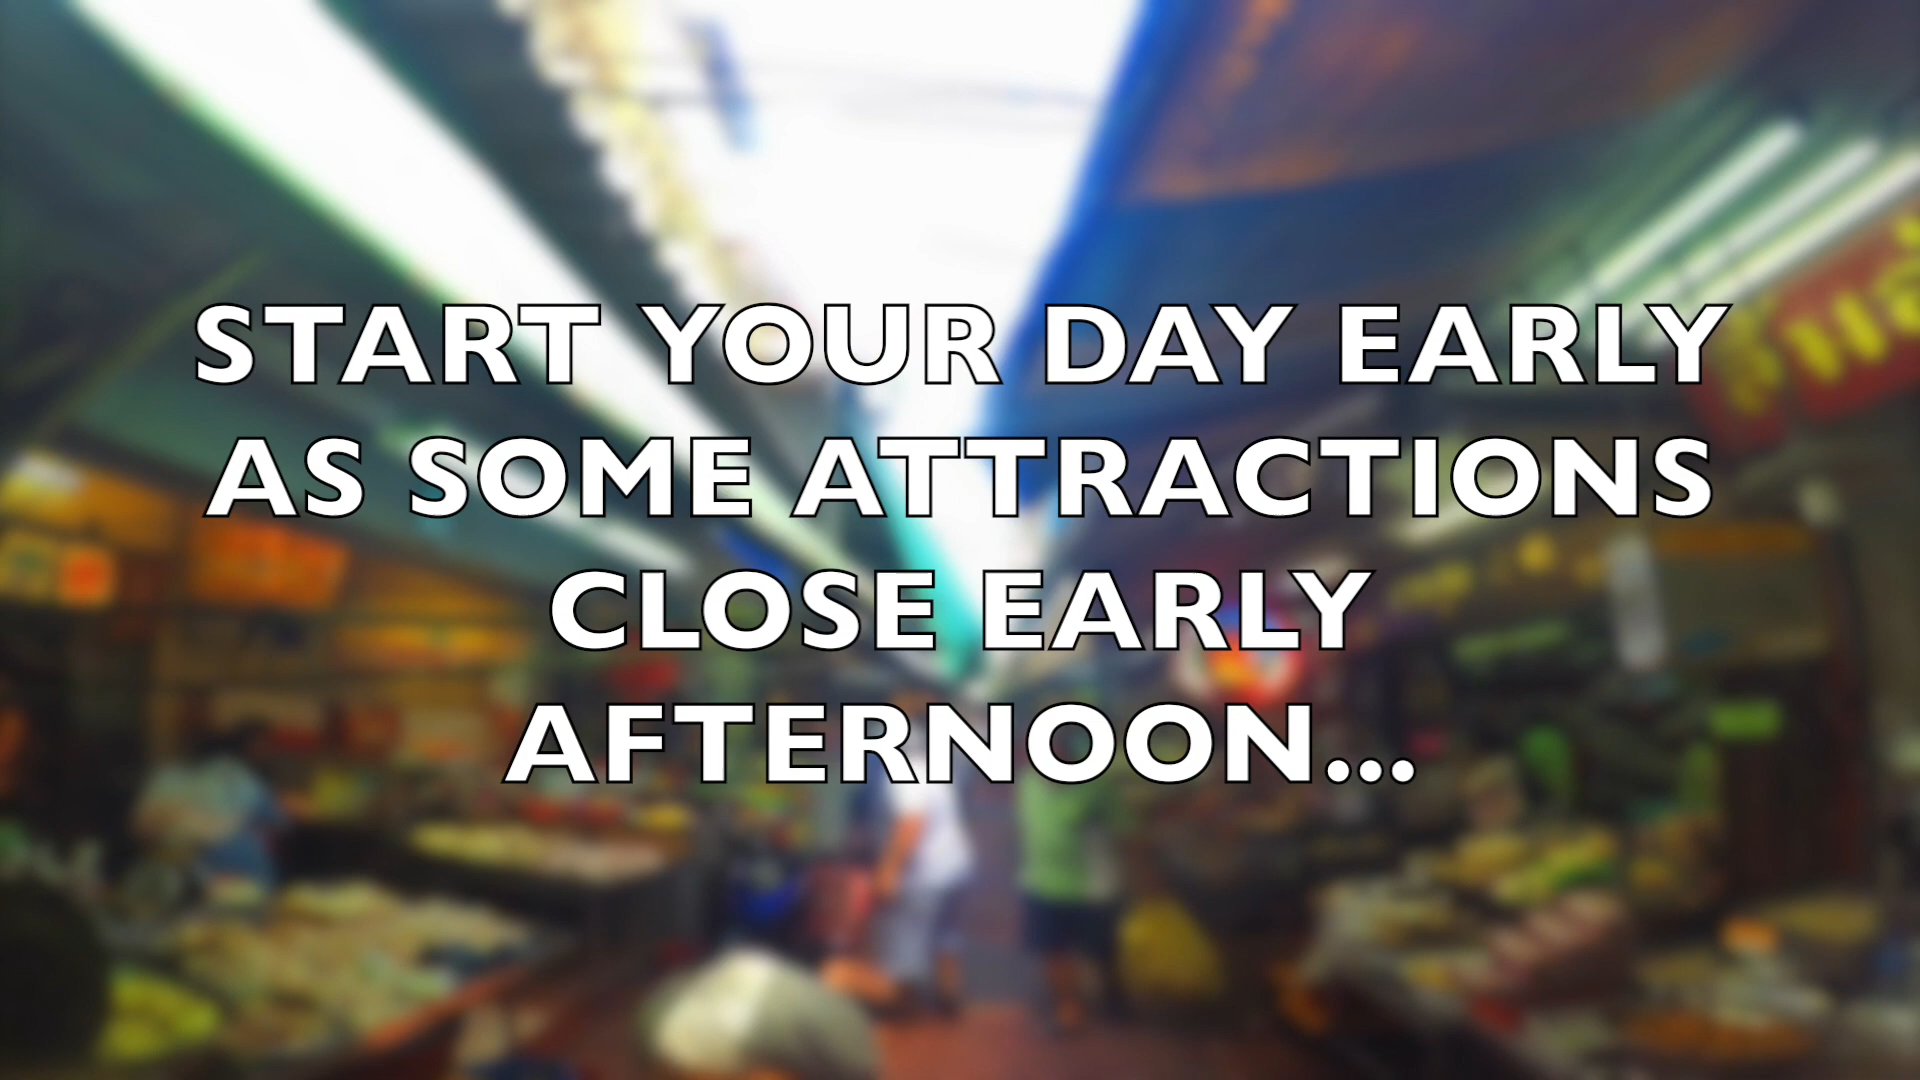 START YOUR DAY EARLY
AS SOME ATTRACTIONS
CLOSE EARLY
AFTERNOON...